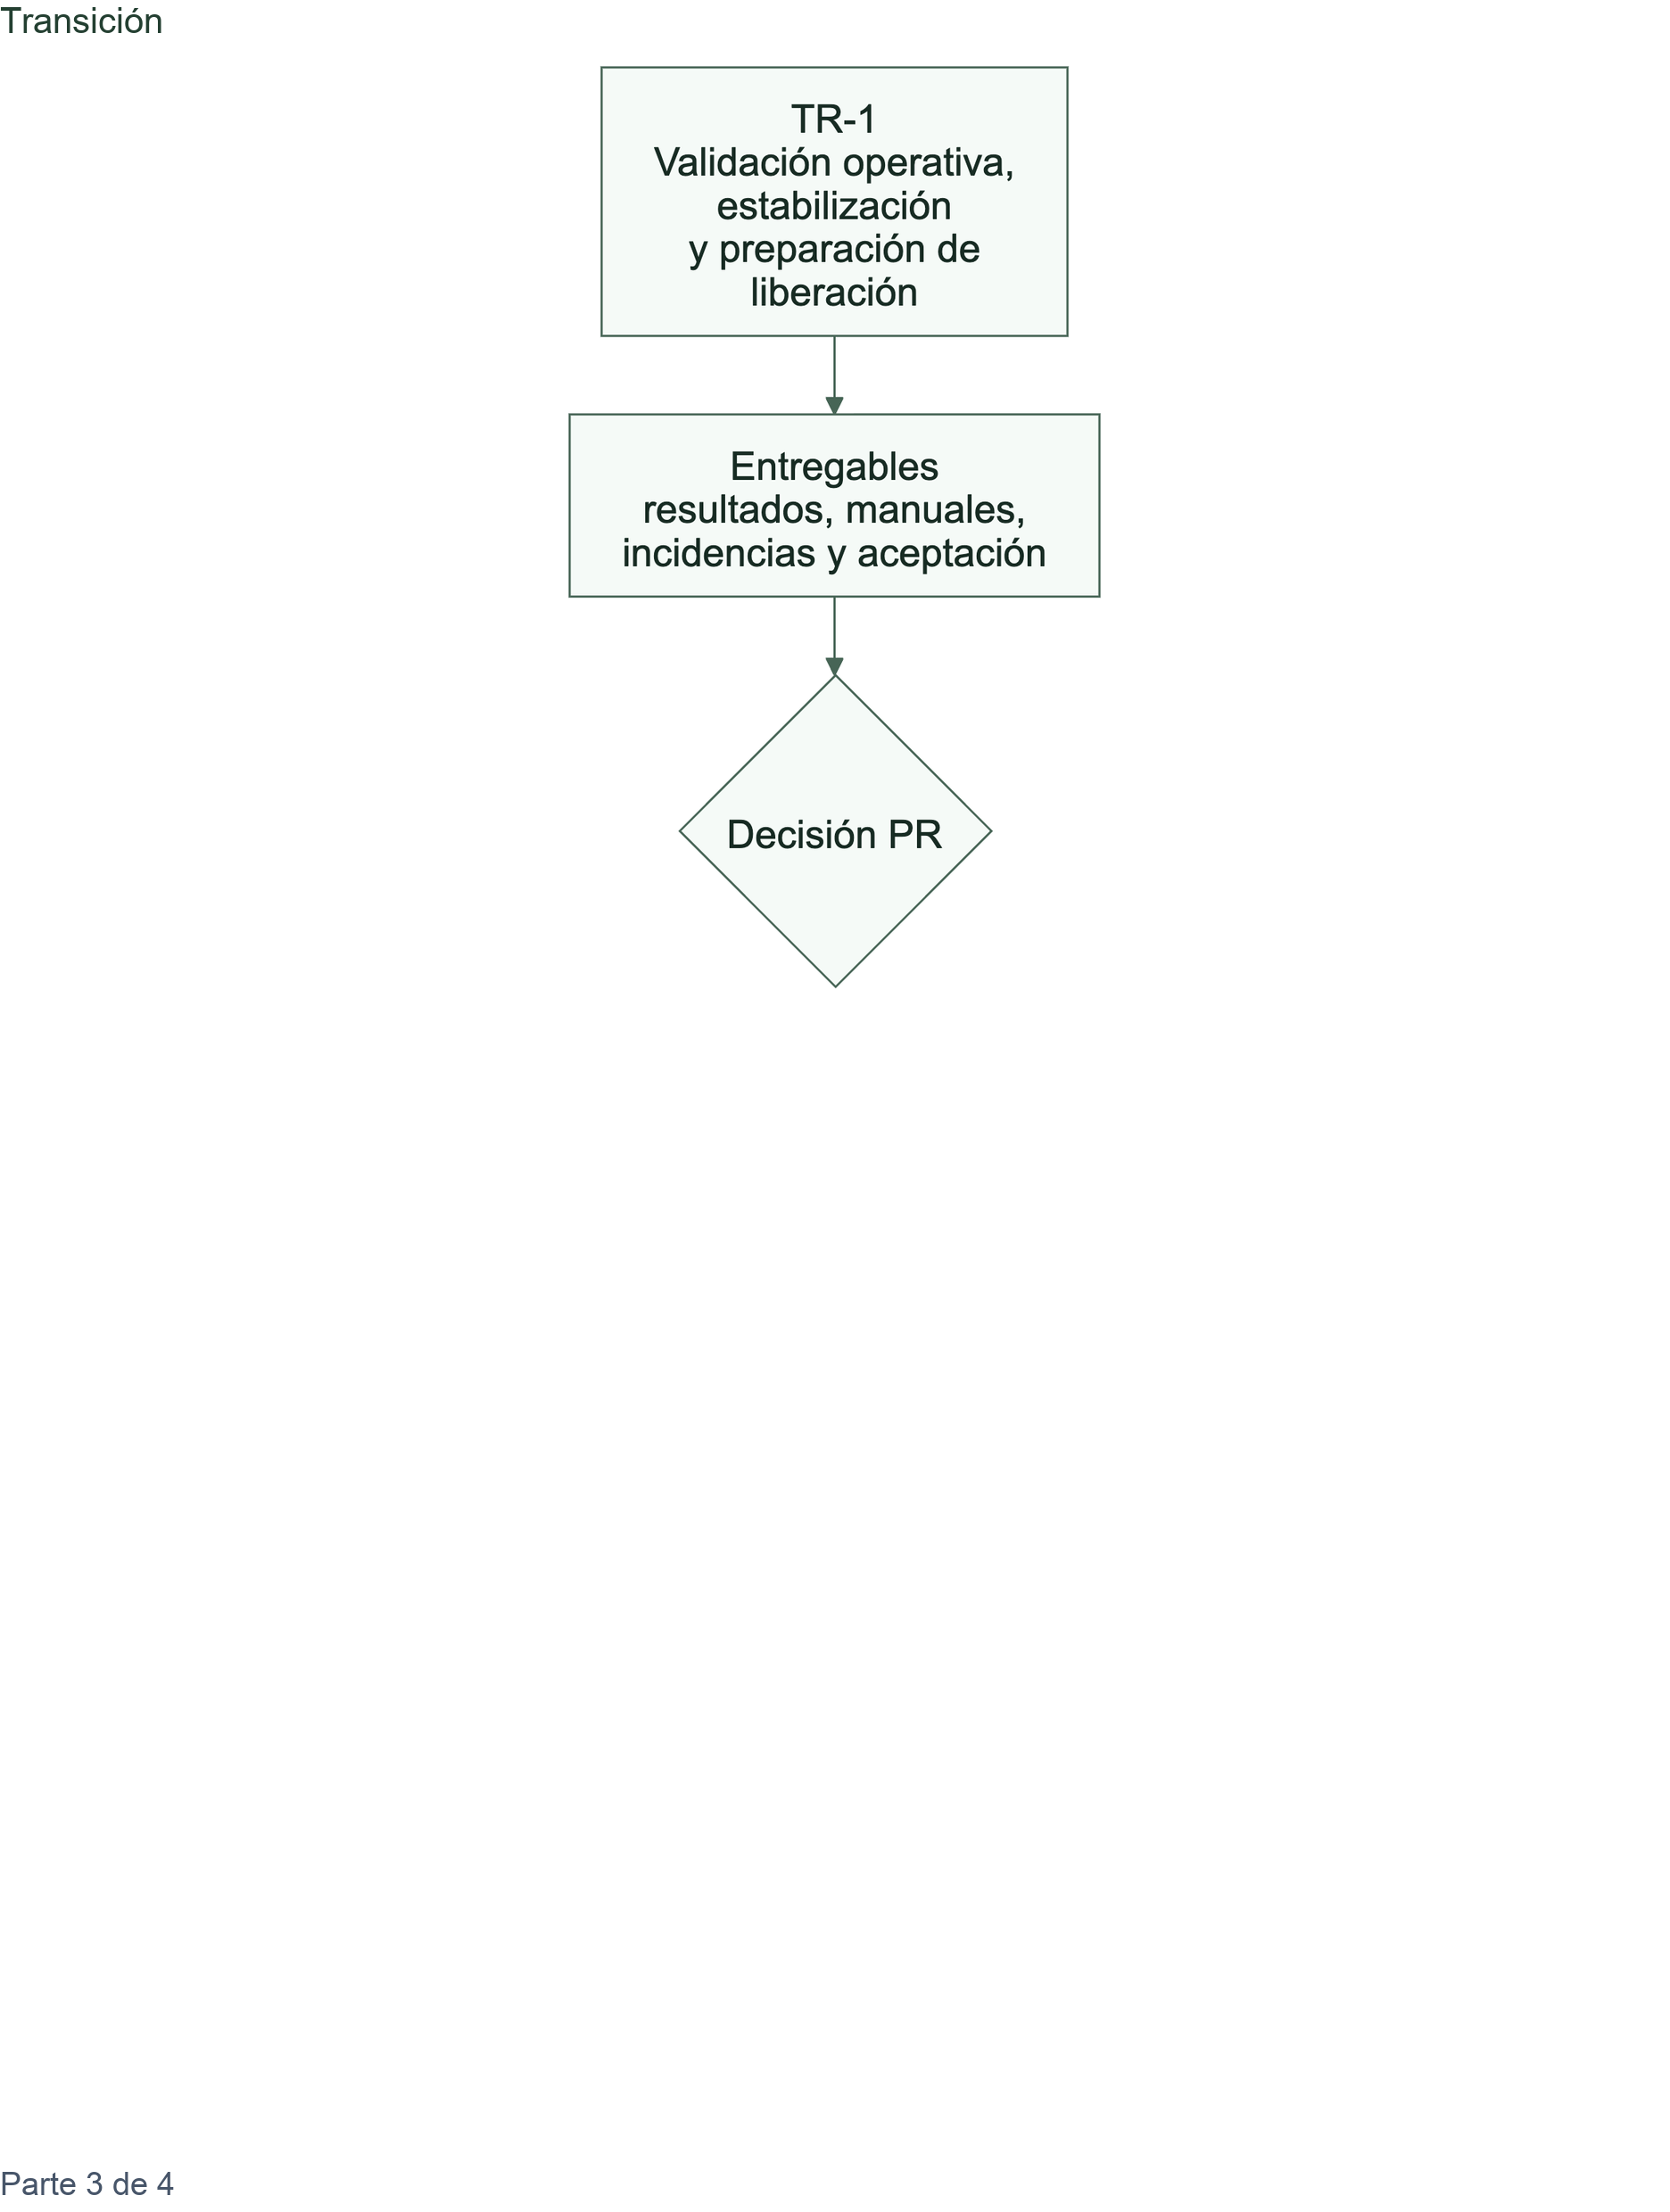 Transición
TR-1
Validación operativa,
estabilización
y preparación de
liberación
Entregables
resultados, manuales,
incidencias y aceptación
Decisión PR
Parte 3 de 4